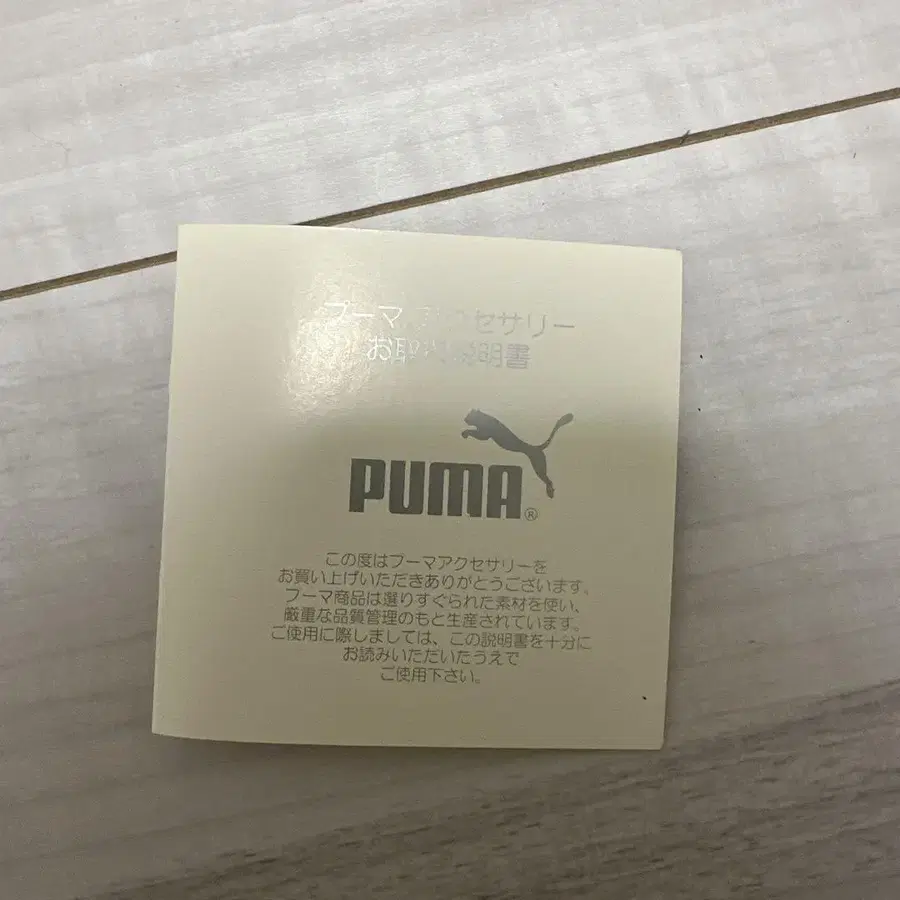 プーマ アクセサリー
お取扱説明書
PUMA®
この度はプーマアクセサリーを
お買い上げいただきありがとうございます。
プーマ商品は選りすぐられた素材を使い、
厳重な品質管理のもと生産されています。
ご使用に際しましては、この説明書を十分に
お読みいただいたうえで
ご使用下さい。